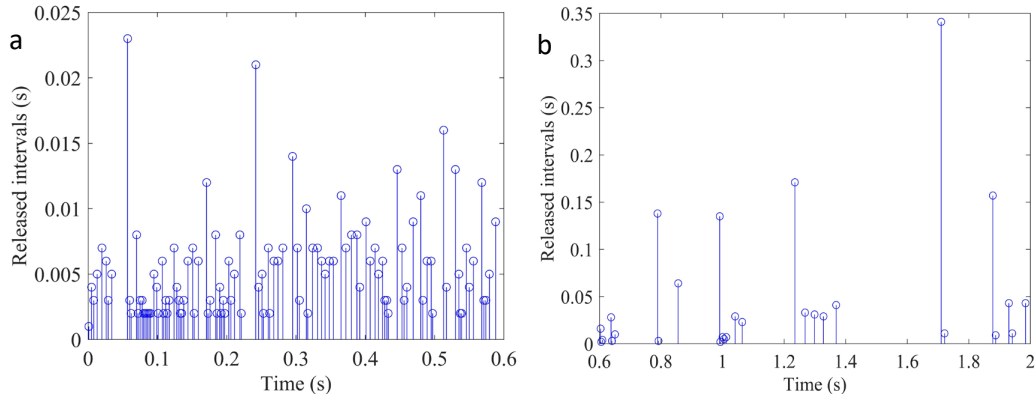 a
Released intervals (s)
0.025
0.02
0.015
0.01
0.005
0
0 0.1 0.2 0.3 0.4 0.5 0.6
Time (s)
b
Released intervals (s)
0.35
0.3
0.25
0.2
0.15
0.1
0.05
0
0.6 0.8 1 1.2 1.4 1.6 1.8 2
Time (s)